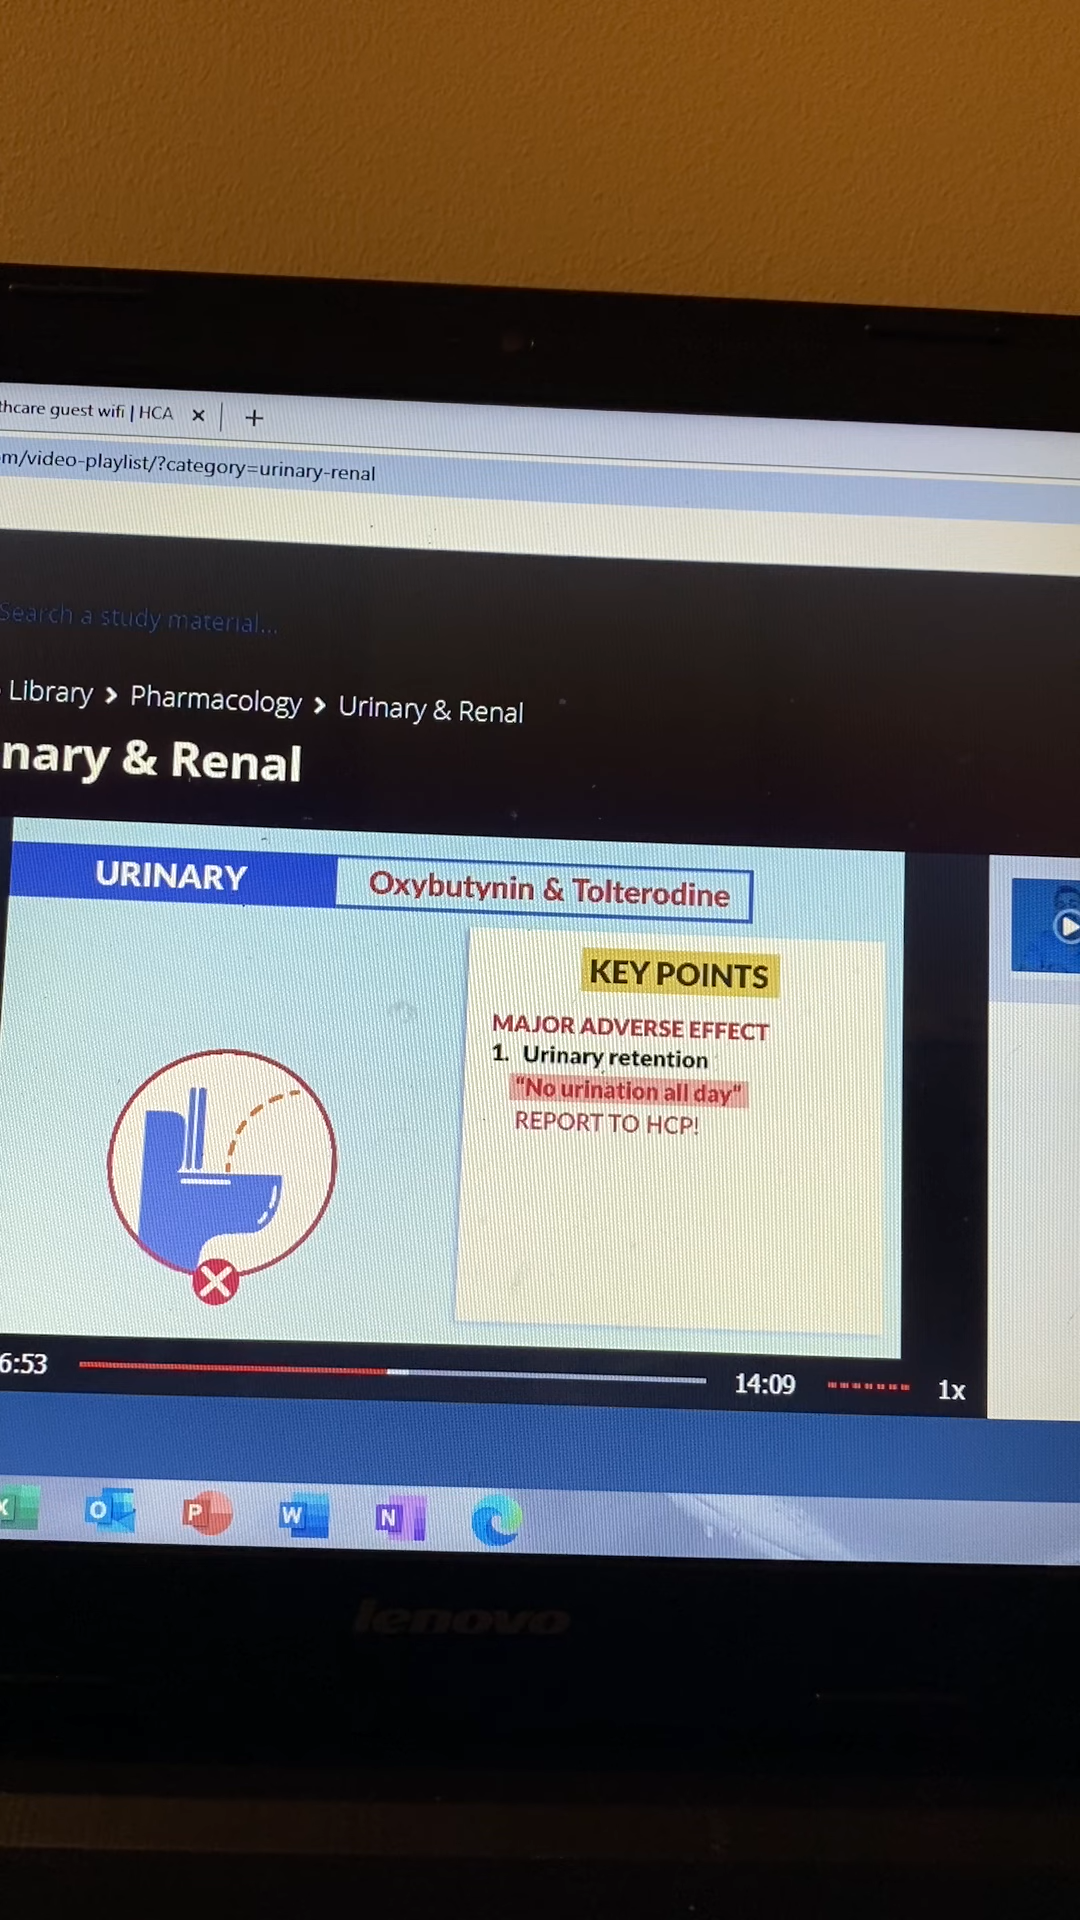 thcare guest wifi | HCA
m/video-playlist/?category=urinary-renal
Search a study material...
Library > Pharmacology > Urinary & Renal
nary & Renal
URINARY
Oxybutynin & Tolterodine
KEY POINTS
MAJOR ADVERSE EFFECT
1. Urinary retention
"No urination all day"
REPORT TO HCP!
6:53
14:09
1x
X
O
P
W
N
lenovo